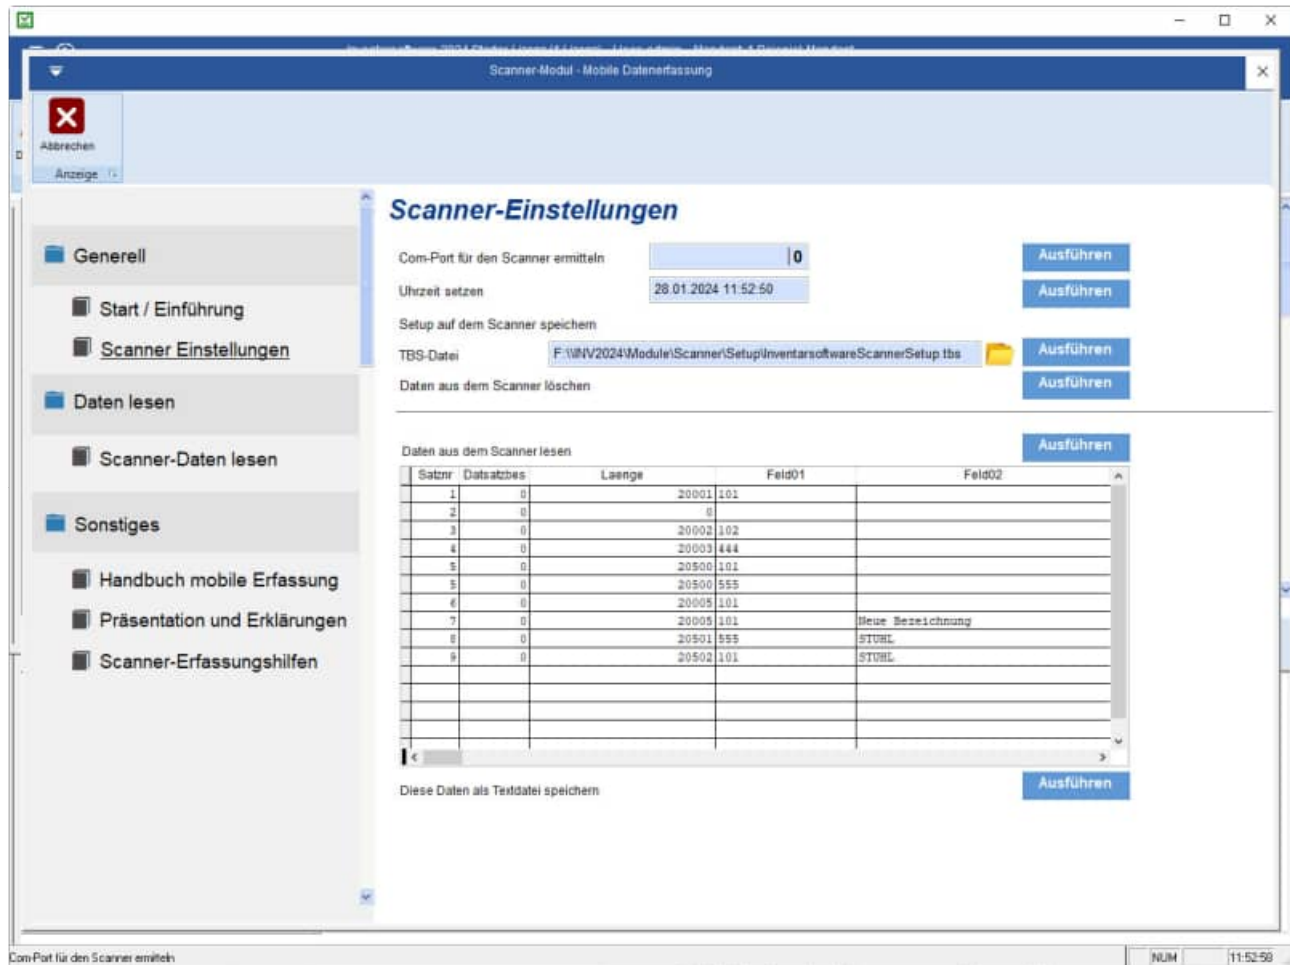 Scanner-Modul - Mobile Datenerfassung
Abbrechen
Anzeige
Scanner-Einstellungen
Generell
Start / Einführung
Scanner Einstellungen
Daten lesen
Scanner-Daten lesen
Sonstiges
Handbuch mobile Erfassung
Präsentation und Erklärungen
Scanner-Erfassungshilfen
Com-Port für den Scanner ermitteln 0 Ausführen
Uhrzeit setzen 28.01.2024 11:52:50 Ausführen
Setup auf dem Scanner speichern
TBS-Datei F:\\INV2024\Module\Scanner\Setup\InventarsoftwareScannerSetup.tbs Ausführen
Daten aus dem Scanner löschen Ausführen
Daten aus dem Scanner lesen Ausführen
Satznr Datsatzbes Laenge Feld01 Feld02
1 0 20001 101
2 0 0
3 0 20002 102
4 0 20003 444
5 0 20500 101
5 0 20500 555
6 0 20005 101
7 0 20005 101 Neue Bezeichnung
8 0 20501 555 STUHL
9 0 20502 101 STUHL
Diese Daten als Textdatei speichern Ausführen
Com-Port für den Scanner ermitteln NUM 11:52:58